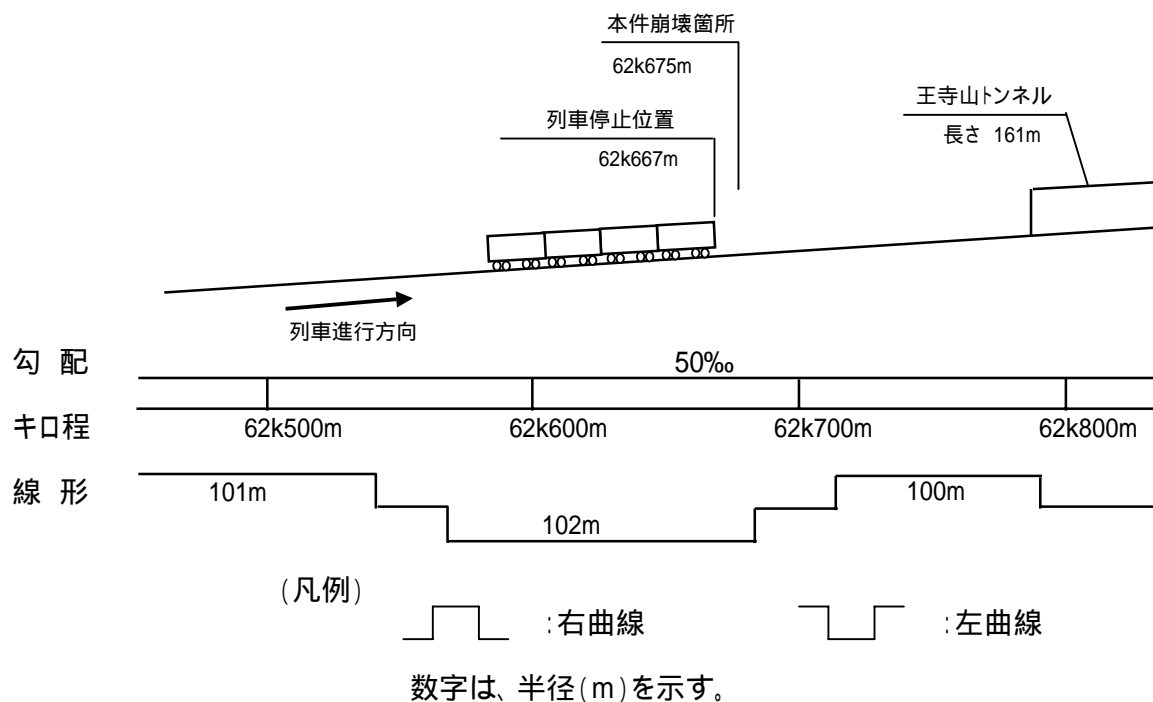 本件崩壊箇所
62k675m
王寺山トンネル
長さ 161m
列車停止位置
62k667m
列車進行方向
勾 配
50‰
キロ程
62k500m 62k600m 62k700m 62k800m
線 形
101m 102m 100m
(凡例)
:右曲線 :左曲線
数字は、半径(m)を示す。